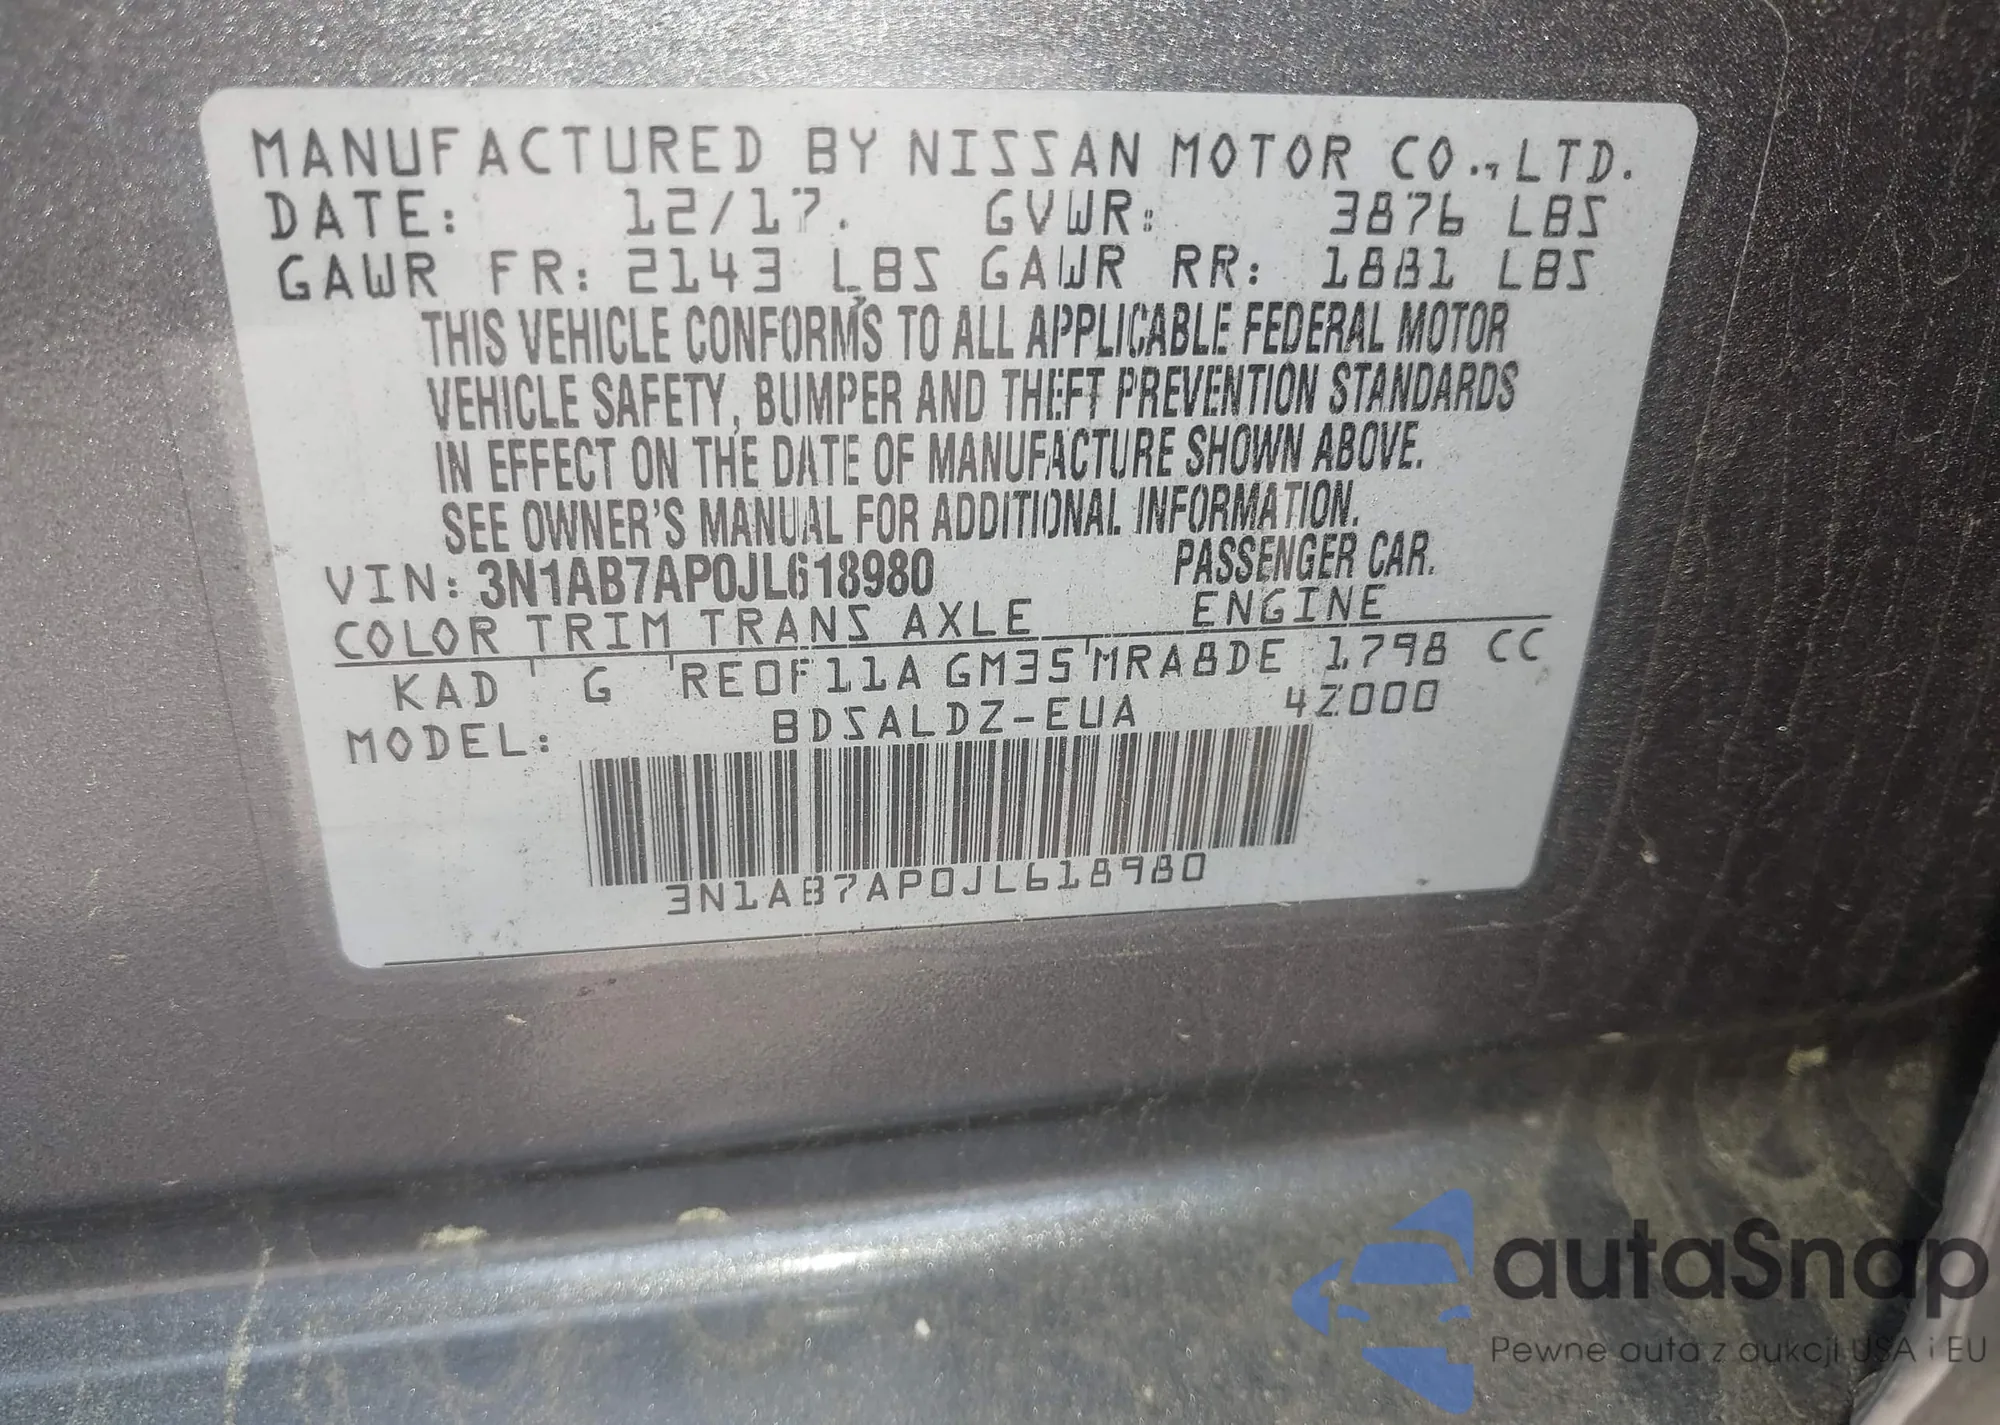 MANUFACTURED BY NISSAN MOTOR CO.,LTD.
DATE: 12/17. GVWR: 3876 LBS
GAWR FR: 2143 LBS GAWR RR: 1881 LBS
THIS VEHICLE CONFORMS TO ALL APPLICABLE FEDERAL MOTOR
VEHICLE SAFETY, BUMPER AND THEFT PREVENTION STANDARDS
IN EFFECT ON THE DATE OF MANUFACTURE SHOWN ABOVE.
SEE OWNER'S MANUAL FOR ADDITIONAL INFORMATION.
VIN: 3N1AB7AP0JL618980 PASSENGER CAR.
COLOR TRIM TRANS AXLE ENGINE
KAD G RE0F11A GM35 MRA8DE 1798 CC
MODEL: BDSALDZ-EUA 4Z000
3N1AB7AP0JL618980
autaSnap
Pewne auta z aukcji USA i EU